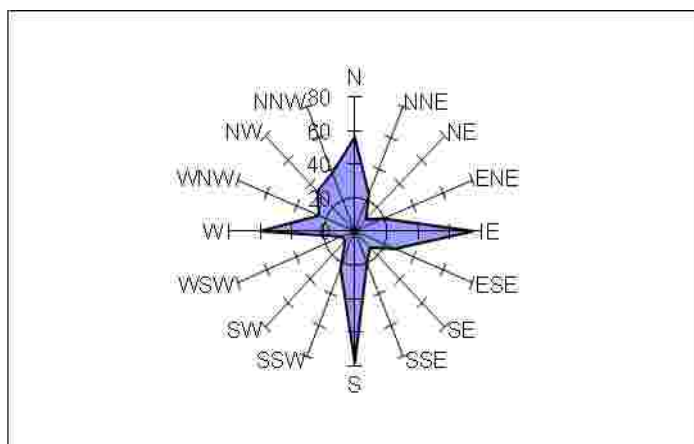 N
NNW 80 NNE
NW 60 NE
40
WNW ENE
20
W 0 E
WSW ESE
SW SE
SSW SSE
S